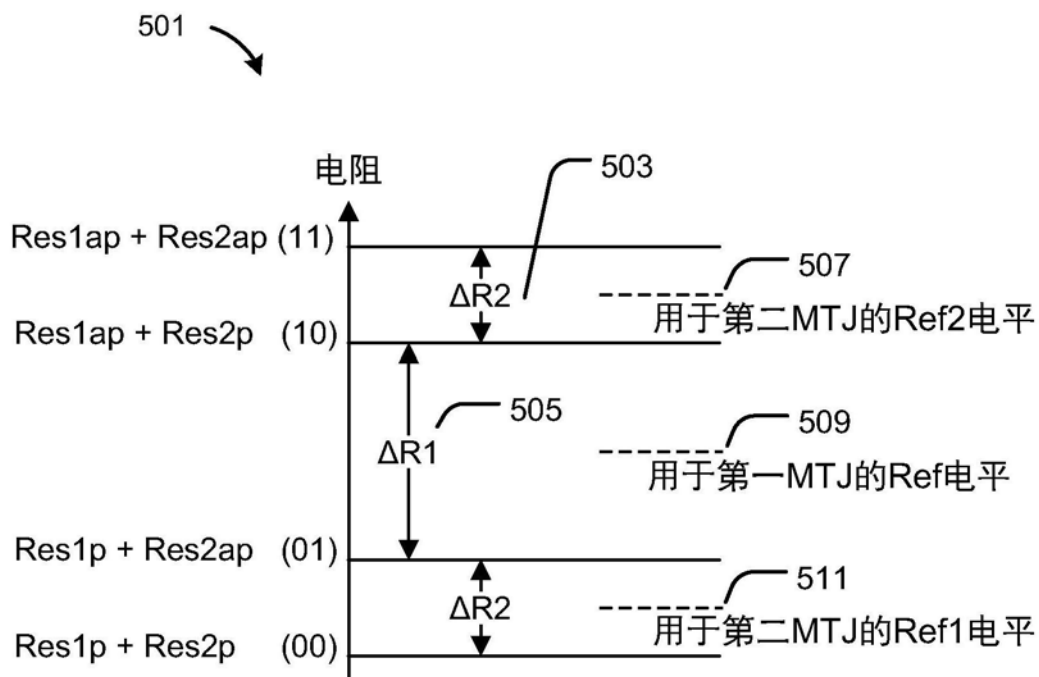 501
503
电阻
Res1ap + Res2ap (11)
507
ΔR2
用于第二MTJ的Ref2电平
Res1ap + Res2p (10)
505
509
ΔR1
用于第一MTJ的Ref电平
Res1p + Res2ap (01)
511
ΔR2
用于第二MTJ的Ref1电平
Res1p + Res2p (00)